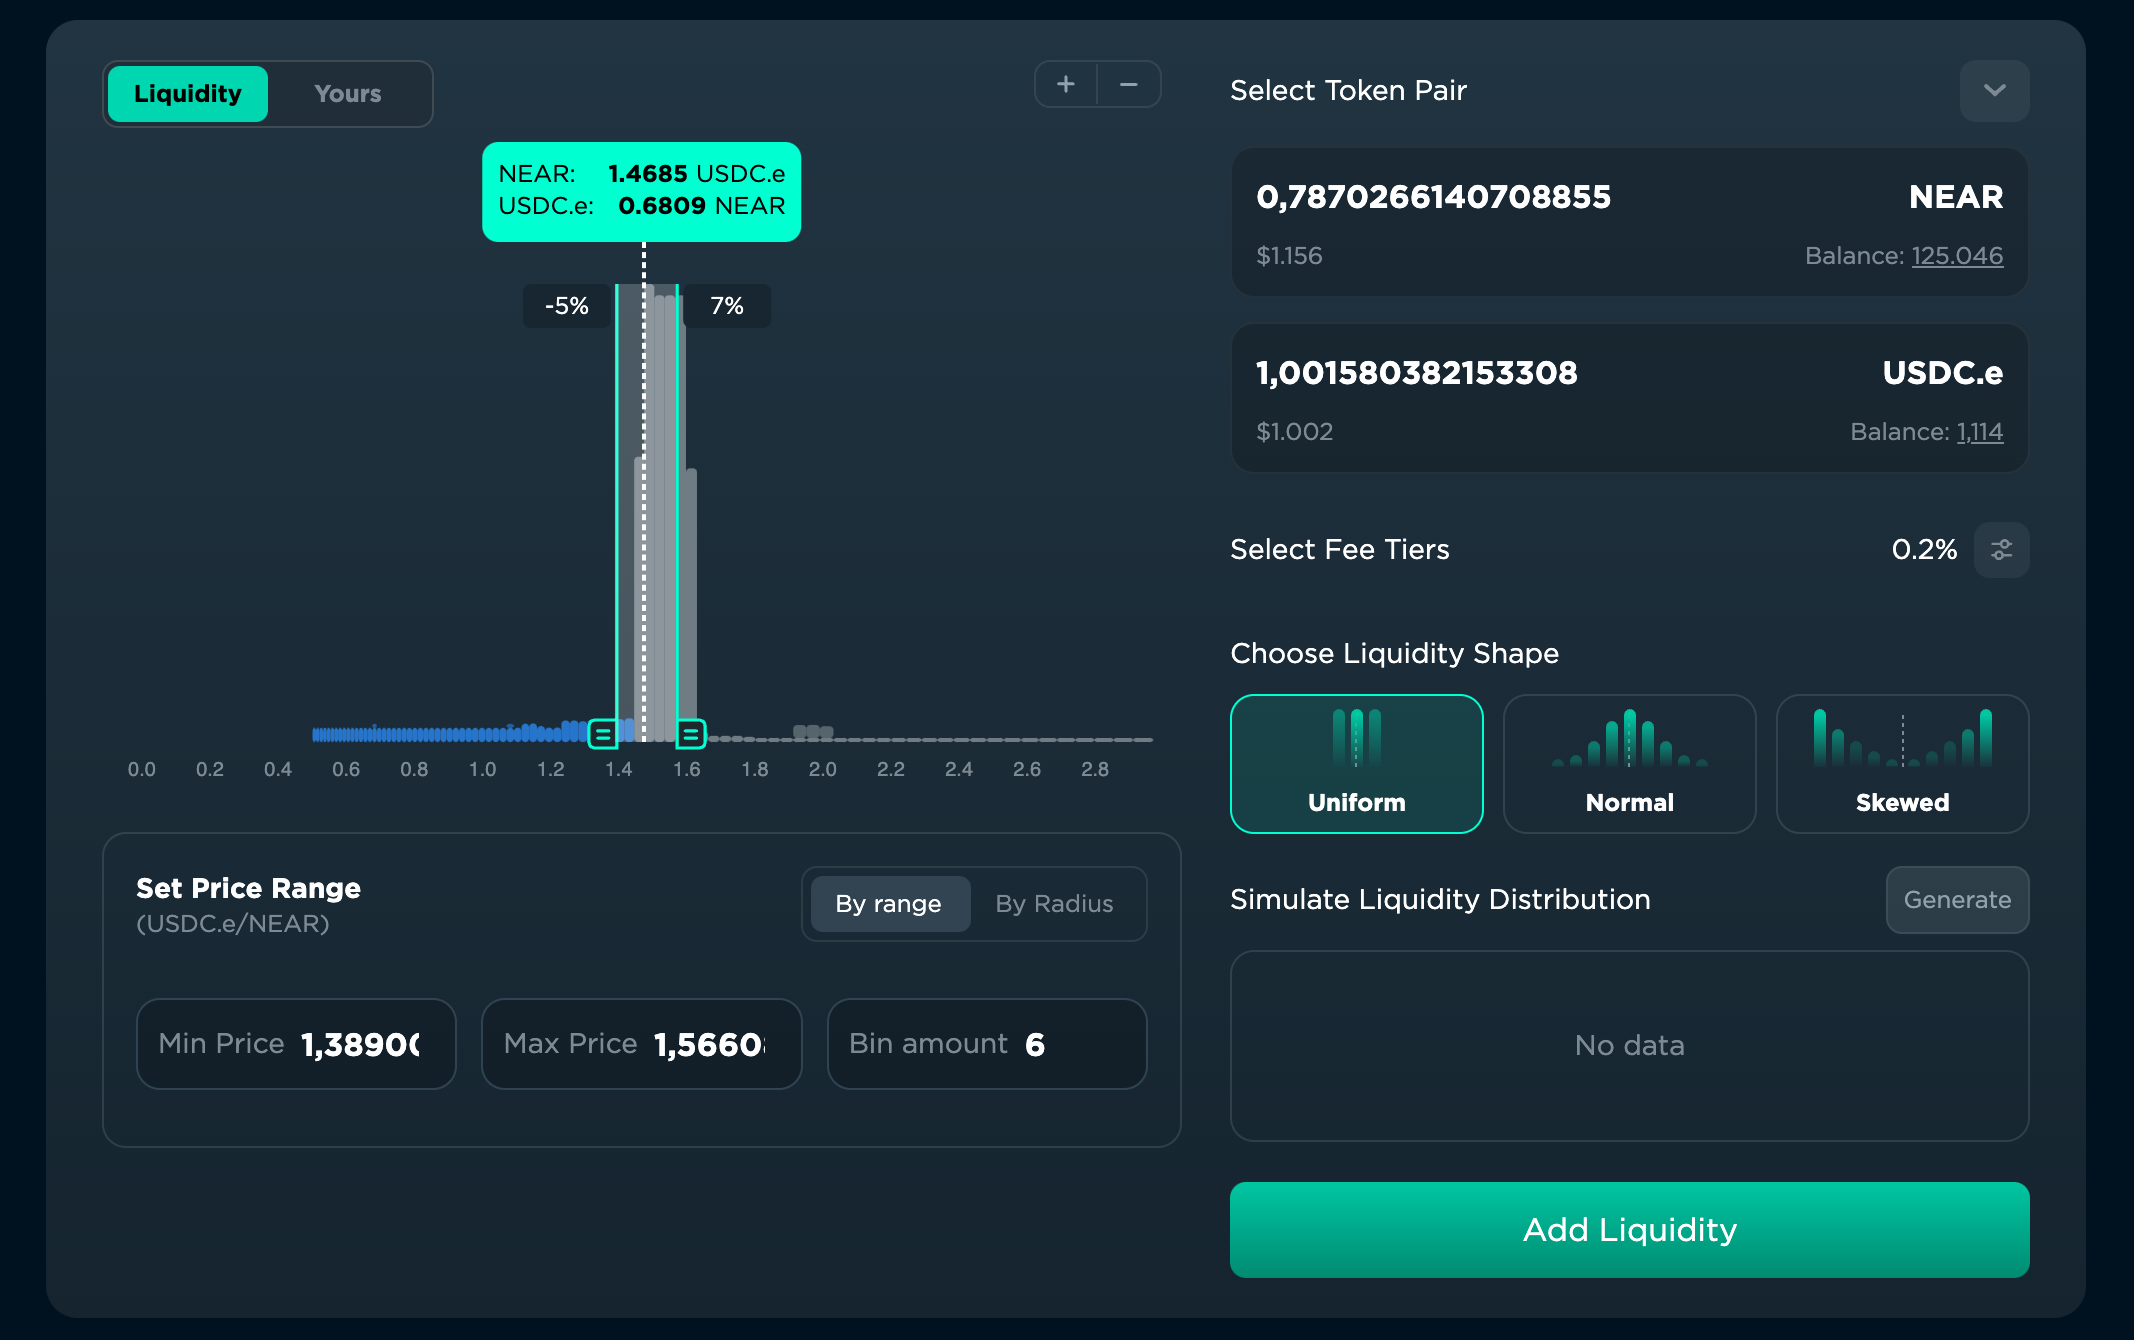 Liquidity Yours
+ −
NEAR: 1.4685 USDC.e
USDC.e: 0.6809 NEAR
-5% 7%
0.0 0.2 0.4 0.6 0.8 1.0 1.2 1.4 1.6 1.8 2.0 2.2 2.4 2.6 2.8
Set Price Range
(USDC.e/NEAR)
By range By Radius
Min Price 1,3890
Max Price 1,5660
Bin amount 6
Select Token Pair
0,7870266140708855 NEAR
$1.156 Balance: 125.046
1,001580382153308 USDC.e
$1.002 Balance: 1,114
Select Fee Tiers 0.2%
Choose Liquidity Shape
Uniform Normal Skewed
Simulate Liquidity Distribution Generate
No data
Add Liquidity